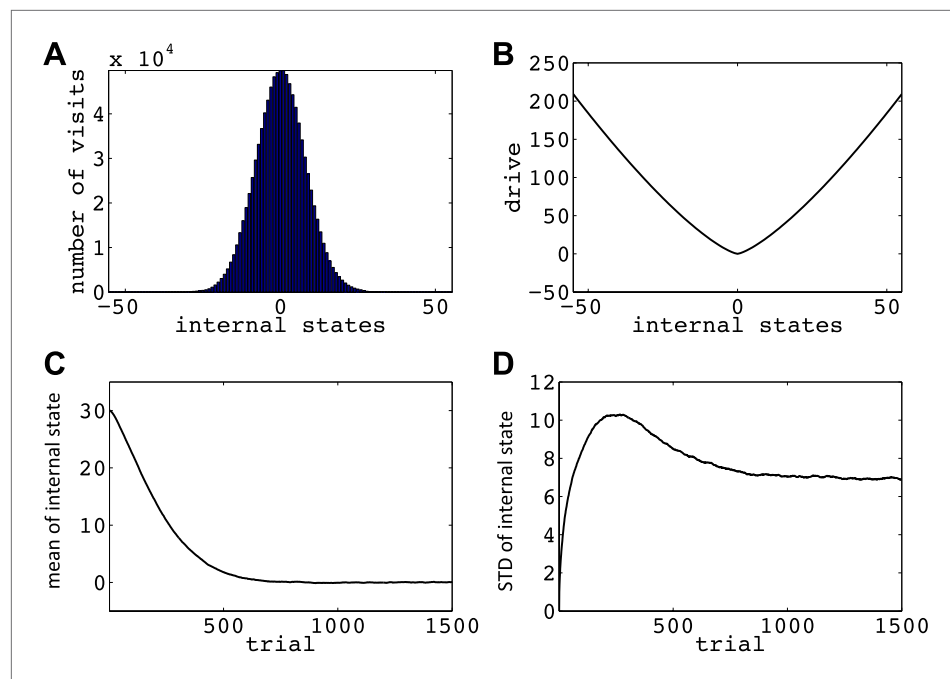 A
x 10⁴
number of visits
4
3
2
1
0
−50
0
50
internal states
B
drive
250
200
150
100
50
0
−50
−50
0
50
internal states
C
mean of internal state
30
20
10
0
500
1000
1500
trial
D
STD of internal state
12
10
8
6
4
2
0
500
1000
1500
trial